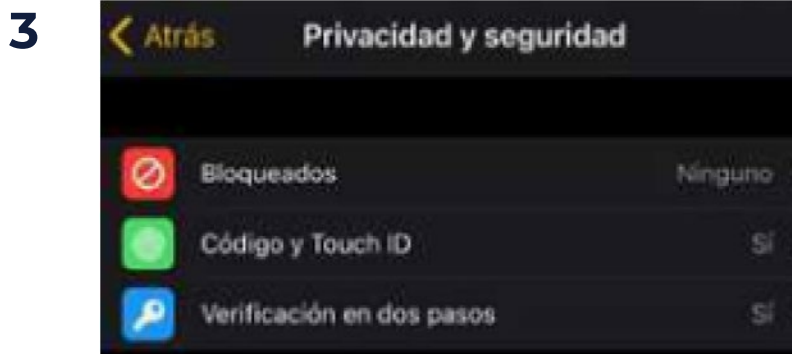 3
Atrás Privacidad y seguridad
Bloqueados Ninguno
Código y Touch ID Sí
Verificación en dos pasos Sí